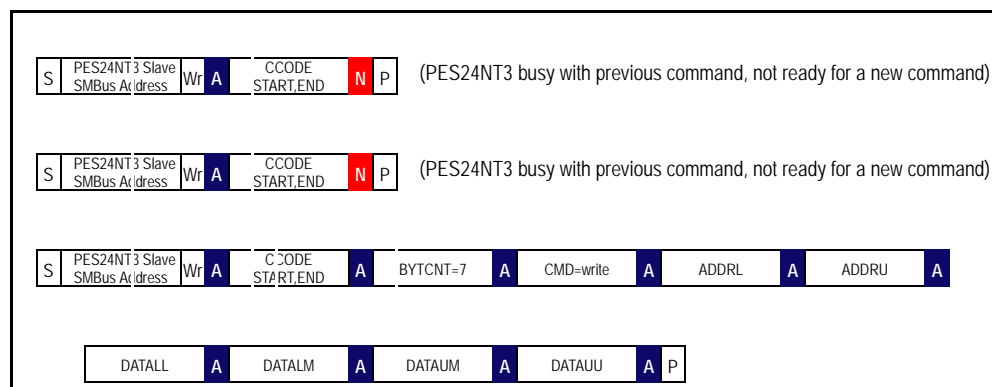 S PES24NT3 Slave SMBus Address Wr A CCODE START,END N P (PES24NT3 busy with previous command, not ready for a new command)
S PES24NT3 Slave SMBus Address Wr A CCODE START,END N P (PES24NT3 busy with previous command, not ready for a new command)
S PES24NT3 Slave SMBus Address Wr A CCODE START,END A BYTCNT=7 A CMD=write A ADDRL A ADDRU A
DATALL A DATALM A DATAUM A DATAUU A P